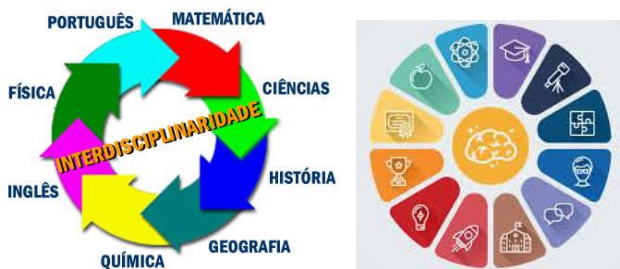 PORTUGUÊS
MATEMÁTICA
FÍSICA
CIÊNCIAS
INTERDISCIPLINARIDADE
INGLÊS
HISTÓRIA
GEOGRAFIA
QUÍMICA